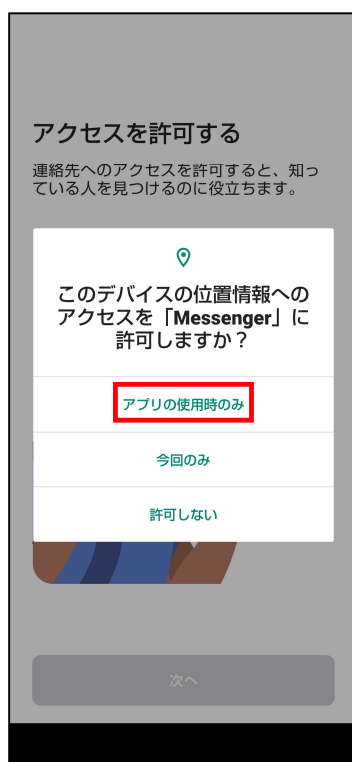 アクセスを許可する
連絡先へのアクセスを許可すると、知っ
ている人を見つけるのに役立ちます。
このデバイスの位置情報への
アクセスを「Messenger」に
許可しますか？
アプリの使用時のみ
今回のみ
許可しない
次へ